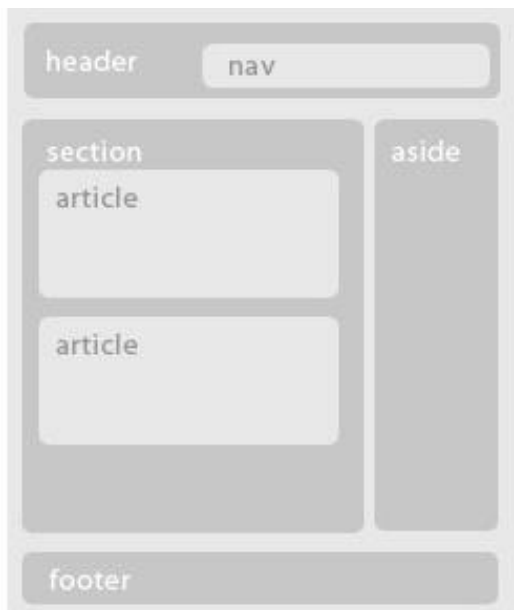 header
nav
section
aside
article
article
footer